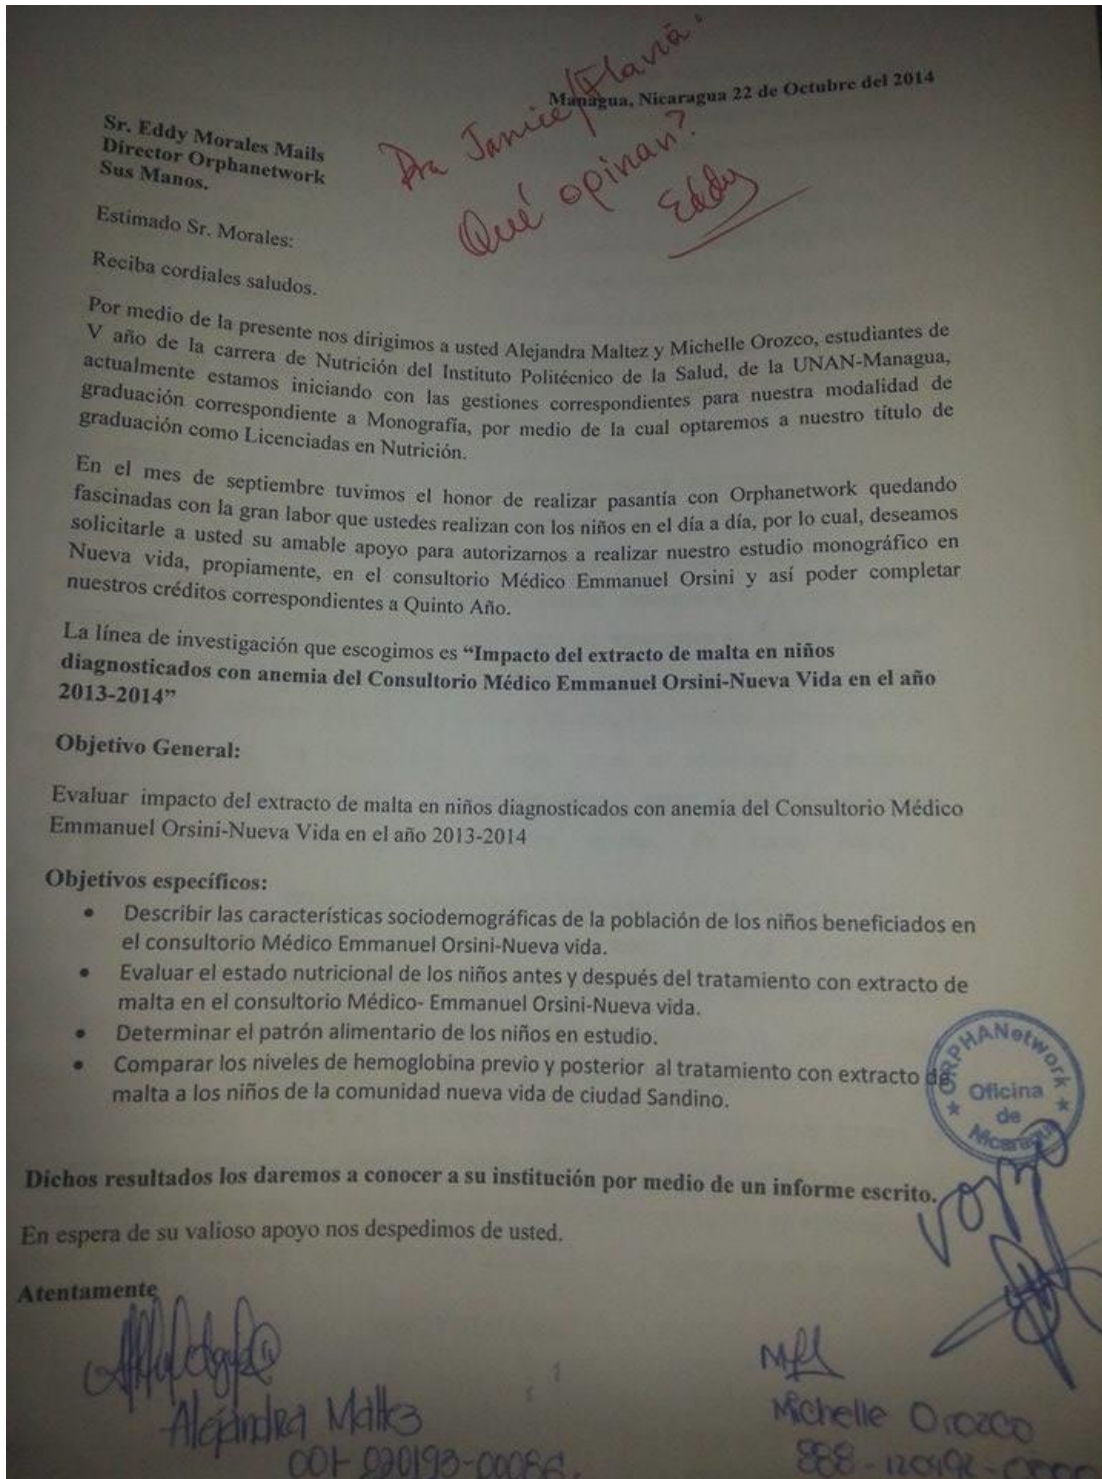 Dra Janice/Flavia:
Qué opinan?
Eddy
Managua, Nicaragua 22 de Octubre del 2014
Sr. Eddy Morales Mails
Director Orphanetwork
Sus Manos.
Estimado Sr. Morales:
Reciba cordiales saludos.
Por medio de la presente nos dirigimos a usted Alejandra Maltez y Michelle Orozco, estudiantes de
V año de la carrera de Nutrición del Instituto Politécnico de la Salud, de la UNAN-Managua,
actualmente estamos iniciando con las gestiones correspondientes para nuestra modalidad de
graduación correspondiente a Monografía, por medio de la cual optaremos a nuestro título de
graduación como Licenciadas en Nutrición.
En el mes de septiembre tuvimos el honor de realizar pasantía con Orphanetwork quedando
fascinadas con la gran labor que ustedes realizan con los niños en el día a día, por lo cual, deseamos
solicitarle a usted su amable apoyo para autorizarnos a realizar nuestro estudio monográfico en
Nueva vida, propiamente, en el consultorio Médico Emmanuel Orsini y así poder completar
nuestros créditos correspondientes a Quinto Año.
La línea de investigación que escogimos es “Impacto del extracto de malta en niños
diagnosticados con anemia del Consultorio Médico Emmanuel Orsini-Nueva Vida en el año
2013-2014”
Objetivo General:
Evaluar impacto del extracto de malta en niños diagnosticados con anemia del Consultorio Médico
Emmanuel Orsini-Nueva Vida en el año 2013-2014
Objetivos específicos:
• Describir las características sociodemográficas de la población de los niños beneficiados en
el consultorio Médico Emmanuel Orsini-Nueva vida.
• Evaluar el estado nutricional de los niños antes y después del tratamiento con extracto de
malta en el consultorio Médico- Emmanuel Orsini-Nueva vida.
• Determinar el patrón alimentario de los niños en estudio.
• Comparar los niveles de hemoglobina previo y posterior al tratamiento con extracto de
malta a los niños de la comunidad nueva vida de ciudad Sandino.
ORPHANetwork
Oficina
de
Nicaragua
Dichos resultados los daremos a conocer a su institución por medio de un informe escrito.
En espera de su valioso apoyo nos despedimos de usted.
Atentamente
Alejandra Maltez
001-020193-0008
Michelle Orozco
888-120492-